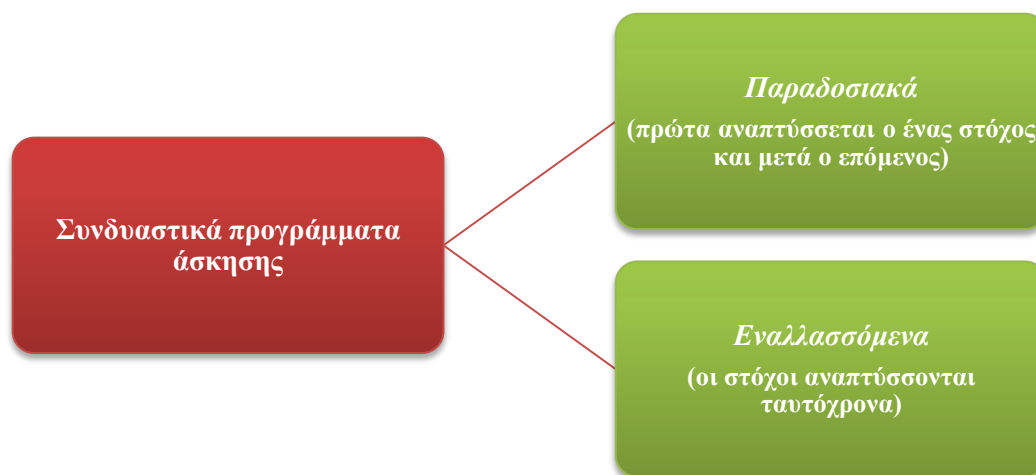 Παραδοσιακά
(πρώτα αναπτύσσεται ο ένας στόχος
και μετά ο επόμενος)
Συνδυαστικά προγράμματα
άσκησης
Εναλλασσόμενα
(οι στόχοι αναπτύσσονται
ταυτόχρονα)